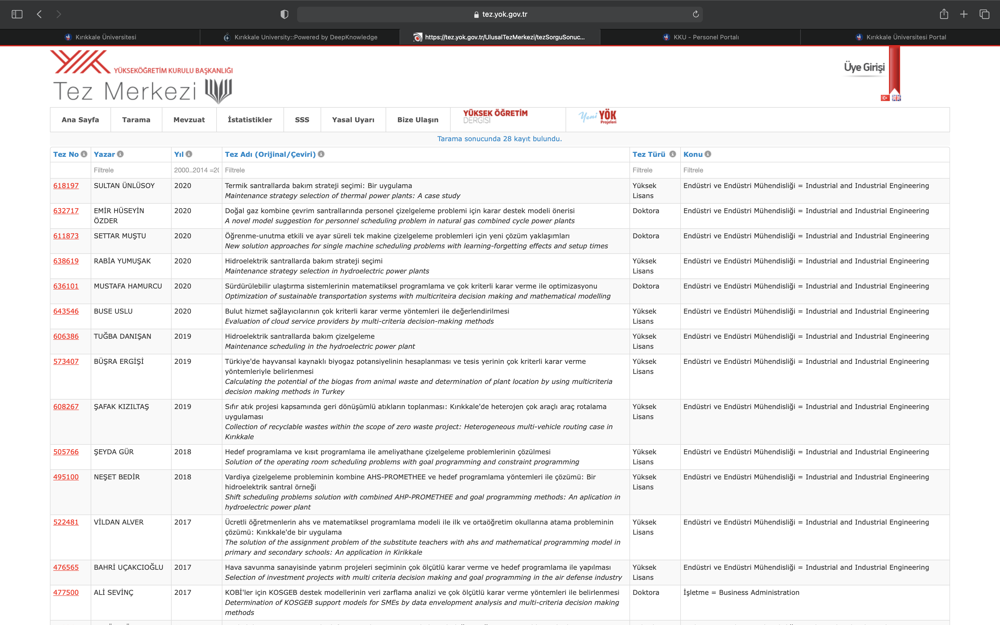 tez.yok.gov.tr
Kırıkkale Üniversitesi
Kırıkkale University::Powered by DeepKnowledge
https://tez.yok.gov.tr/UlusalTezMerkezi/tezSorguSonuc...
KKU - Personel Portalı
Kırıkkale Üniversitesi Portal
YÜKSEKÖĞRETİM KURULU BAŞKANLIĞI
Tez Merkezi
Üye Girişi
Ana Sayfa Tarama Mevzuat İstatistikler SSS Yasal Uyarı Bize Ulaşın YÜKSEK ÖĞRETİM DERGİSİ Yeni YÖK Projeleri
Tarama sonucunda 28 kayıt bulundu.
Tez No Yazar Yıl Tez Adı (Orijinal/Çeviri) Tez Türü Konu
Filtrele 2000..2014 =20 Filtrele Filtrele Filtrele
618197 SULTAN ÜNLÜSOY 2020 Termik santrallarda bakım strateji seçimi: Bir uygulama Yüksek Endüstri ve Endüstri Mühendisliği = Industrial and Industrial Engineering
Maintenance strategy selection of thermal power plants: A case study Lisans
632717 EMİR HÜSEYİN 2020 Doğal gaz kombine çevrim santrallarında personel çizelgeleme problemi için karar destek modeli önerisi Doktora Endüstri ve Endüstri Mühendisliği = Industrial and Industrial Engineering
ÖZDER A novel model suggestion for personnel scheduling problem in natural gas combined cycle power plants
611873 SETTAR MUŞTU 2020 Öğrenme-unutma etkili ve ayar süreli tek makine çizelgeleme problemleri için yeni çözüm yaklaşımları Doktora Endüstri ve Endüstri Mühendisliği = Industrial and Industrial Engineering
New solution approaches for single machine scheduling problems with learning-forgetting effects and setup times
638619 RABİA YUMUŞAK 2020 Hidroelektrik santrallarda bakım strateji seçimi Yüksek Endüstri ve Endüstri Mühendisliği = Industrial and Industrial Engineering
Maintenance strategy selection in hydroelectric power plants Lisans
636101 MUSTAFA HAMURCU 2020 Sürdürülebilir ulaştırma sistemlerinin matematiksel programlama ve çok kriterli karar verme ile optimizasyonu Doktora Endüstri ve Endüstri Mühendisliği = Industrial and Industrial Engineering
Optimization of sustainable transportation systems with multicriteira decision making and mathematical modelling
643546 BUSE USLU 2020 Bulut hizmet sağlayıcılarının çok kriterli karar verme yöntemleri ile değerlendirilmesi Yüksek Endüstri ve Endüstri Mühendisliği = Industrial and Industrial Engineering
Evaluation of cloud service providers by multi-criteria decision-making methods Lisans
606386 TUĞBA DANIŞAN 2019 Hidroelektrik santrallarda bakım çizelgeleme Yüksek Endüstri ve Endüstri Mühendisliği = Industrial and Industrial Engineering
Maintenance scheduling in the hydroelectric power plant Lisans
573407 BÜŞRA ERGİŞİ 2019 Türkiye'de hayvansal kaynaklı biyogaz potansiyelinin hesaplanması ve tesis yerinin çok kriterli karar verme Yüksek Endüstri ve Endüstri Mühendisliği = Industrial and Industrial Engineering
yöntemleriyle belirlenmesi Lisans
Calculating the potential of the biogas from animal waste and determination of plant location by using multicriteria
decision making methods in Turkey
608267 ŞAFAK KIZILTAŞ 2019 Sıfır atık projesi kapsamında geri dönüşümlü atıkların toplanması: Kırıkkale'de heterojen çok araçlı araç rotalama Yüksek Endüstri ve Endüstri Mühendisliği = Industrial and Industrial Engineering
uygulaması Lisans
Collection of recyclable wastes within the scope of zero waste project: Heterogeneous multi-vehicle routing case in
Kırıkkale
505766 ŞEYDA GÜR 2018 Hedef programlama ve kısıt programlama ile ameliyathane çizelgeleme problemlerinin çözülmesi Yüksek Endüstri ve Endüstri Mühendisliği = Industrial and Industrial Engineering
Solution of the operating room scheduling problems with goal programming and constraint programming Lisans
495100 NEŞET BEDİR 2018 Vardiya çizelgeleme probleminin kombine AHS-PROMETHEE ve hedef programlama yöntemleri ile çözümü: Bir Yüksek Endüstri ve Endüstri Mühendisliği = Industrial and Industrial Engineering
hidroelektrik santral örneği Lisans
Shift scheduling problems solution with combined AHP-PROMETHEE and goal programming methods: An aplication in
hydroelectric power plant
522481 VİLDAN ALVER 2017 Ücretli öğretmenlerin ahs ve matematiksel programlama modeli ile ilk ve ortaöğretim okullarına atama probleminin Yüksek Endüstri ve Endüstri Mühendisliği = Industrial and Industrial Engineering
çözümü: Kırıkkale'de bir uygulama Lisans
The solution of the assignment problem of the substitute teachers with ahs and mathematical programming model in
primary and secondary schools: An application in Kirikkale
476565 BAHRİ UÇAKCIOĞLU 2017 Hava savunma sanayisinde yatırım projeleri seçiminin çok ölçütlü karar verme ve hedef programlama ile yapılması Yüksek Endüstri ve Endüstri Mühendisliği = Industrial and Industrial Engineering
Selection of investment projects with multi criteria decision making and goal programming in the air defense industry Lisans
477500 ALİ SEVİNÇ 2017 KOBİ'ler için KOSGEB destek modellerinin veri zarflama analizi ve çok ölçütlü karar verme yöntemleri ile belirlenmesi Doktora İşletme = Business Administration
Determination of KOSGEB support models for SMEs by data envelopment analysis and multi-criteria decision making
methods